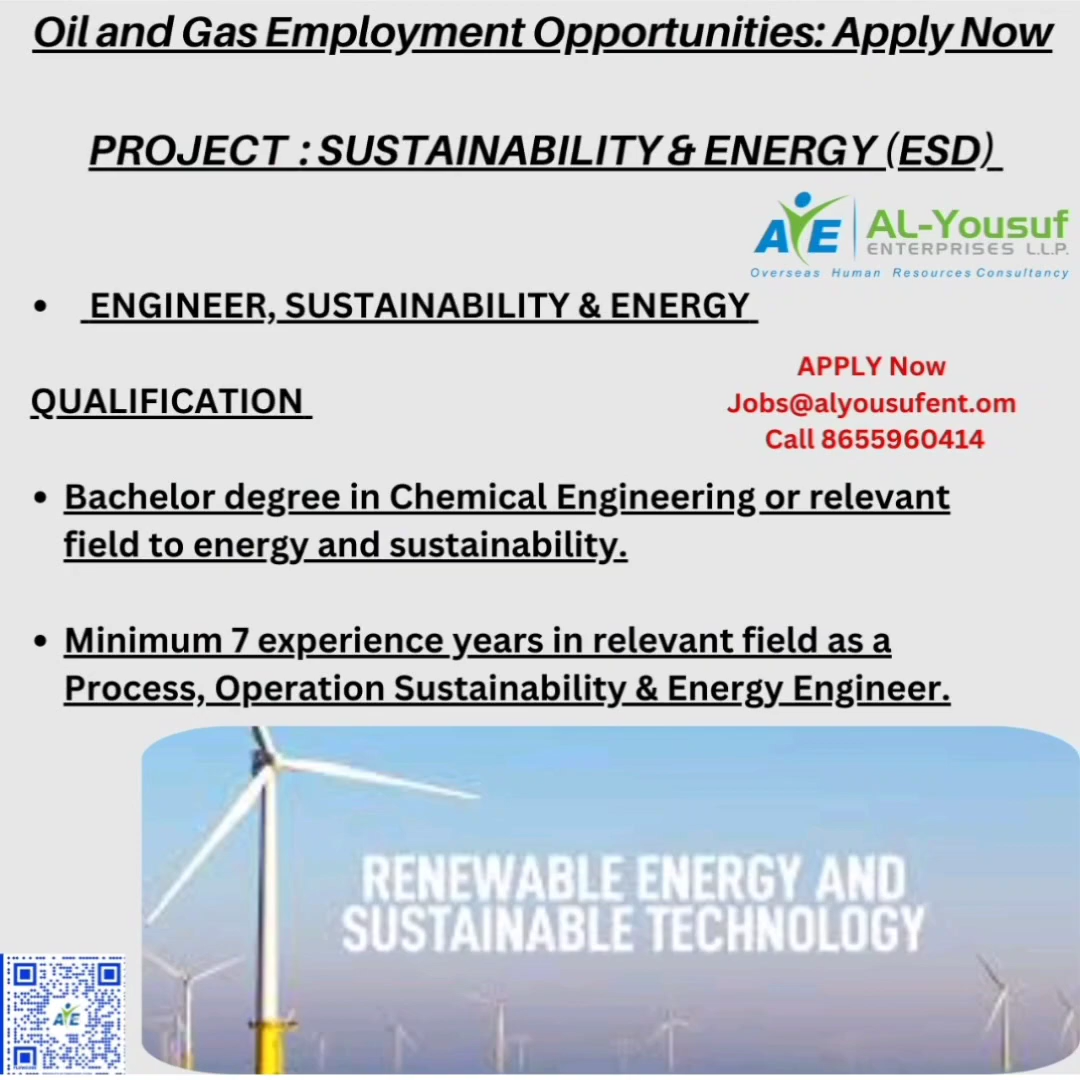 Oil and Gas Employment Opportunities: Apply Now
PROJECT : SUSTAINABILITY & ENERGY (ESD)
AYE
AL-Yousuf
ENTERPRISES L.L.P.
Overseas Human Resources Consultancy
• ENGINEER, SUSTAINABILITY & ENERGY
APPLY Now
Jobs@alyousufent.om
Call 8655960414
QUALIFICATION
• Bachelor degree in Chemical Engineering or relevant
field to energy and sustainability.
• Minimum 7 experience years in relevant field as a
Process, Operation Sustainability & Energy Engineer.
RENEWABLE ENERGY AND
SUSTAINABLE TECHNOLOGY
AYE